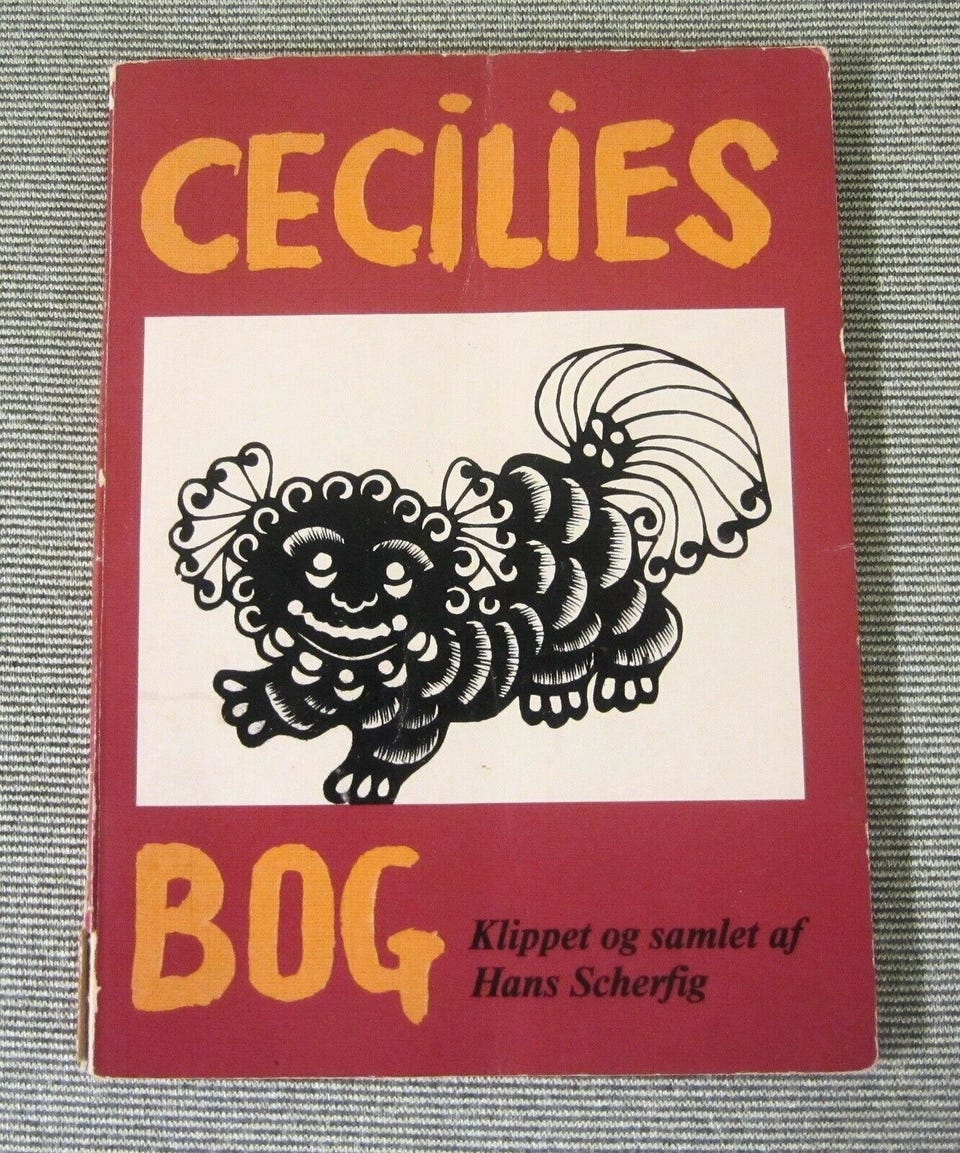 CECiLiES
BOG
Klippet og samlet af
Hans Scherfig